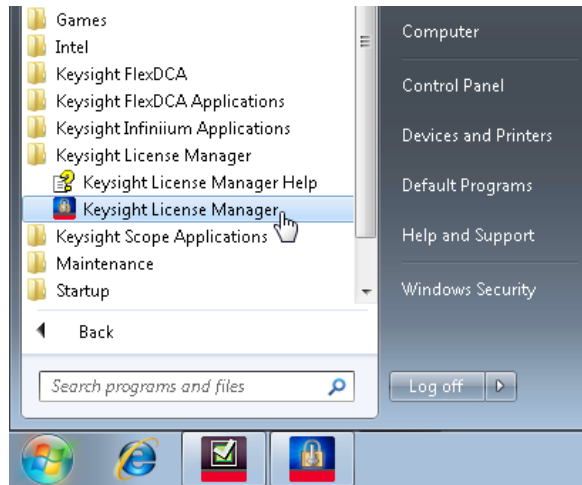 Games
Intel
Keysight FlexDCA
Keysight FlexDCA Applications
Keysight Infiniium Applications
Keysight License Manager
Keysight License Manager Help
Keysight License Manager
Keysight Scope Applications
Maintenance
Startup
Back
Search programs and files
Computer
Control Panel
Devices and Printers
Default Programs
Help and Support
Windows Security
Log off